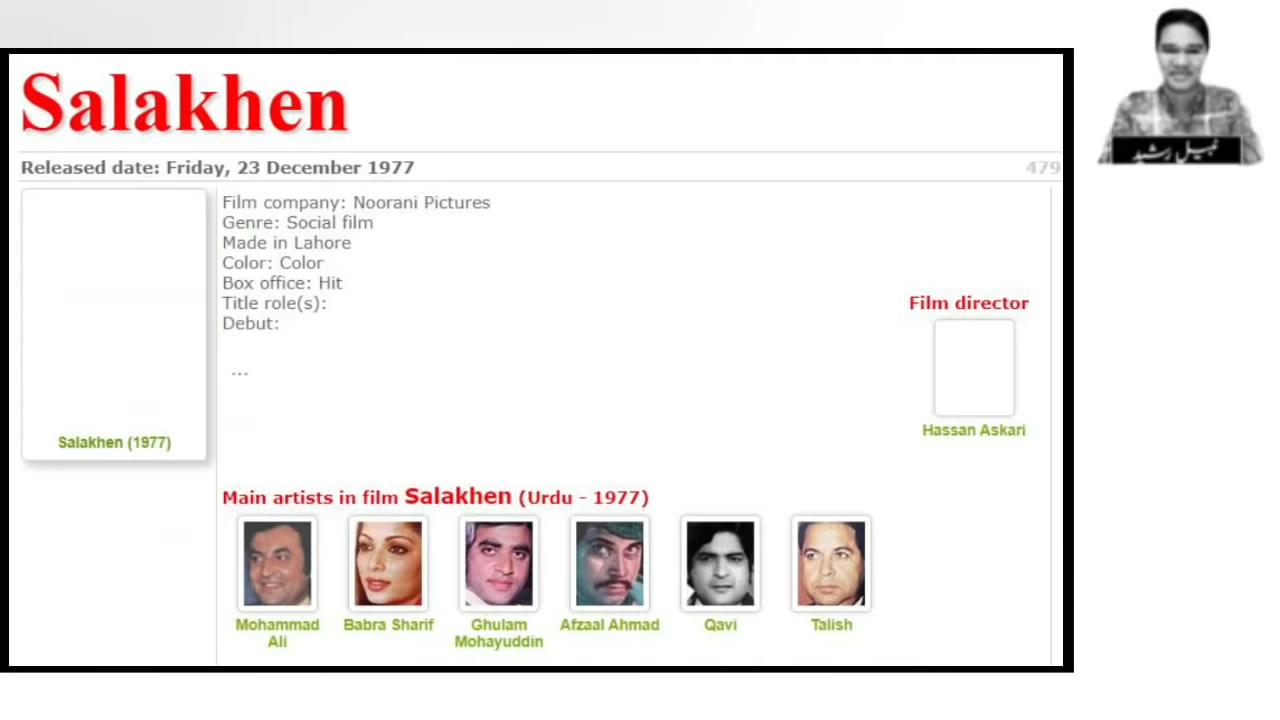 Salakhen
Released date: Friday, 23 December 1977
479
Film company: Noorani Pictures
Genre: Social film
Made in Lahore
Color: Color
Box office: Hit
Title role(s):
Debut:
...
Salakhen (1977)
Film director
Hassan Askari
Main artists in film Salakhen (Urdu - 1977)
Mohammad
Ali
Babra Sharif
Ghulam
Mohayuddin
Afzaal Ahmad
Qavi
Talish
نبیل رشید